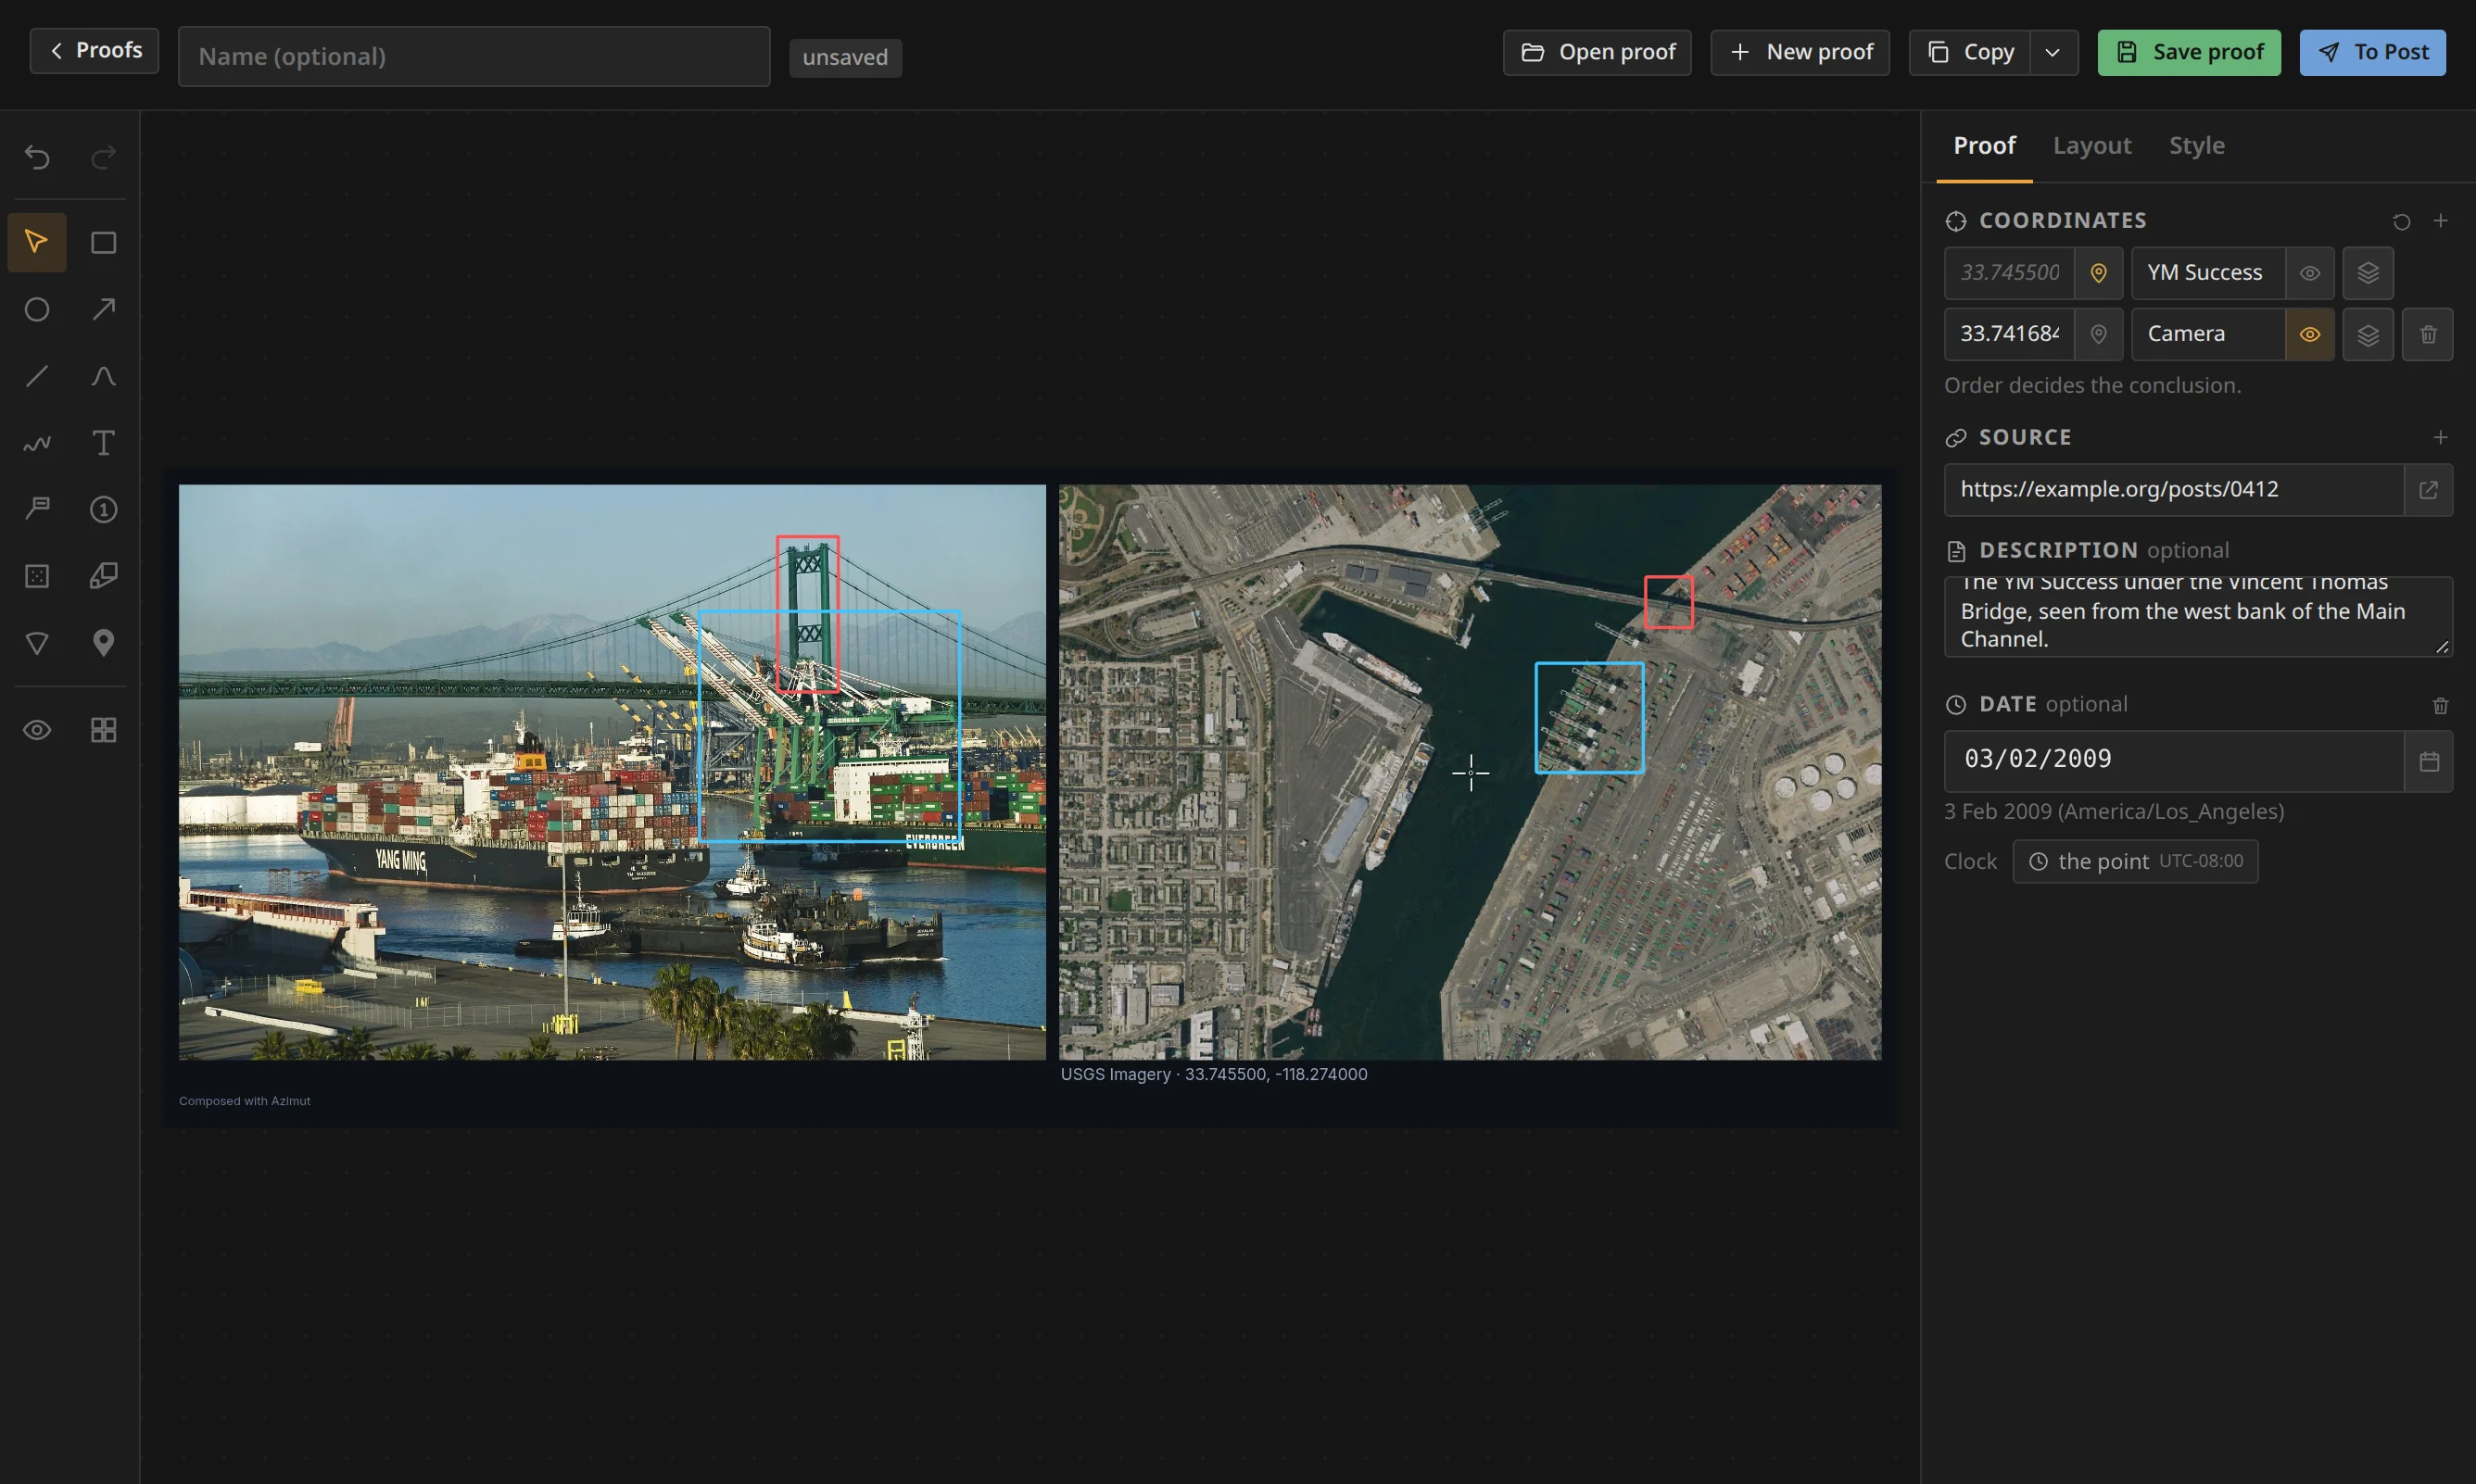 Proofs
Name (optional)
unsaved
Open proof
New proof
Copy
Save proof
To Post
Proof
Layout
Style
COORDINATES
33.745500
YM Success
33.741684
Camera
Order decides the conclusion.
SOURCE
https://example.org/posts/0412
DESCRIPTION optional
The YM Success under the Vincent Thomas
Bridge, seen from the west bank of the Main
Channel.
DATE optional
03/02/2009
3 Feb 2009 (America/Los_Angeles)
Clock
the point UTC-08:00
1
YANG MING
EVERGREEN
USGS Imagery · 33.745500, -118.274000
Composed with Azimut